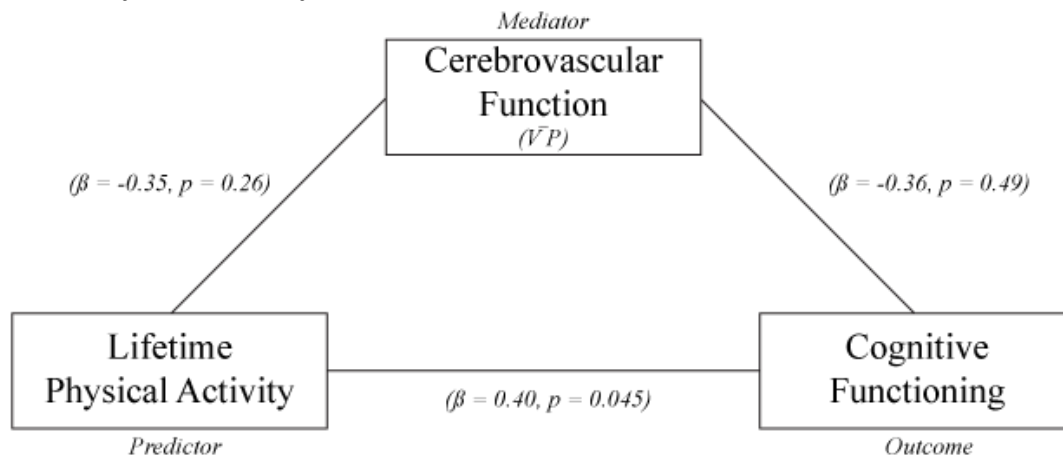 Mediator
Cerebrovascular
Function
(V̄P)
(β = -0.35, p = 0.26)
(β = -0.36, p = 0.49)
Lifetime
Physical Activity
(β = 0.40, p = 0.045)
Cognitive
Functioning
Predictor
Outcome